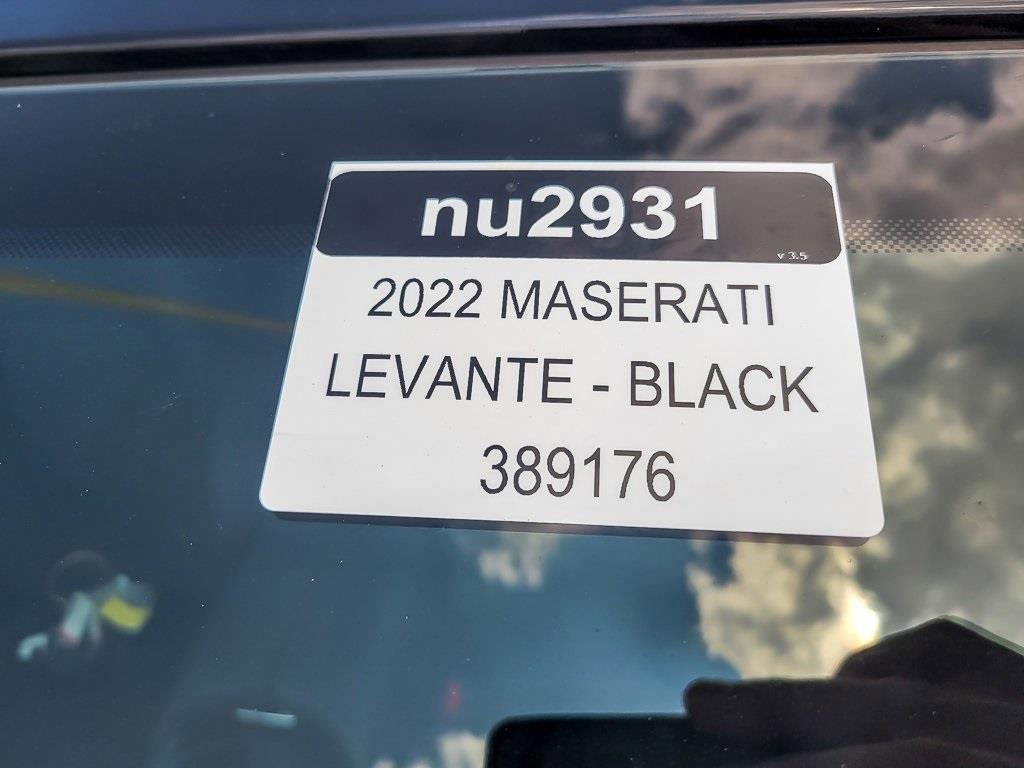 nu2931
v 3.5
2022 MASERATI
LEVANTE - BLACK
389176